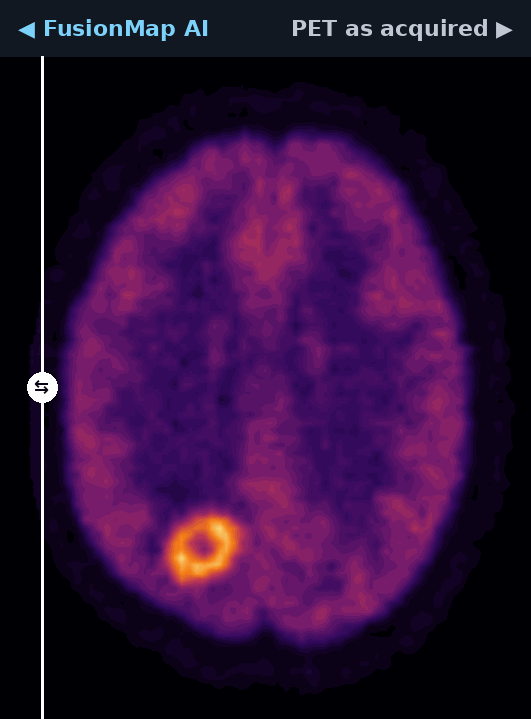 ◀ FusionMap AI
PET as acquired ▶